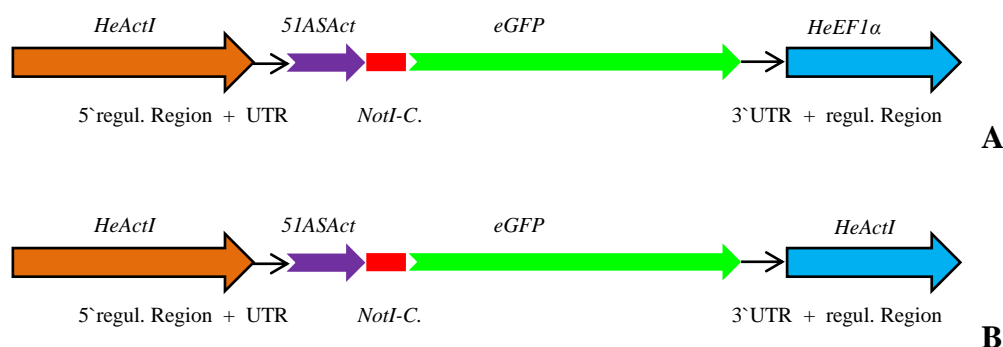 HeActI 51ASAct eGFP HeEF1α
5`regul. Region + UTR NotI-C. 3`UTR + regul. Region
A
HeActI 51ASAct eGFP HeActI
5`regul. Region + UTR NotI-C. 3`UTR + regul. Region
B